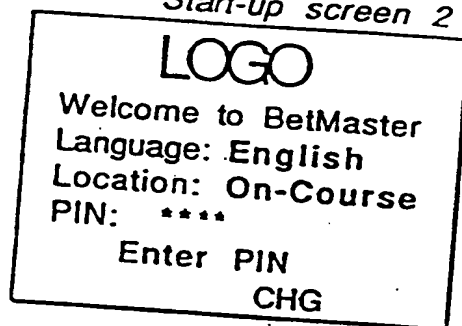 Start-up screen 2
LOGO
Welcome to BetMaster
Language: English
Location: On-Course
PIN: ****
Enter PIN
CHG